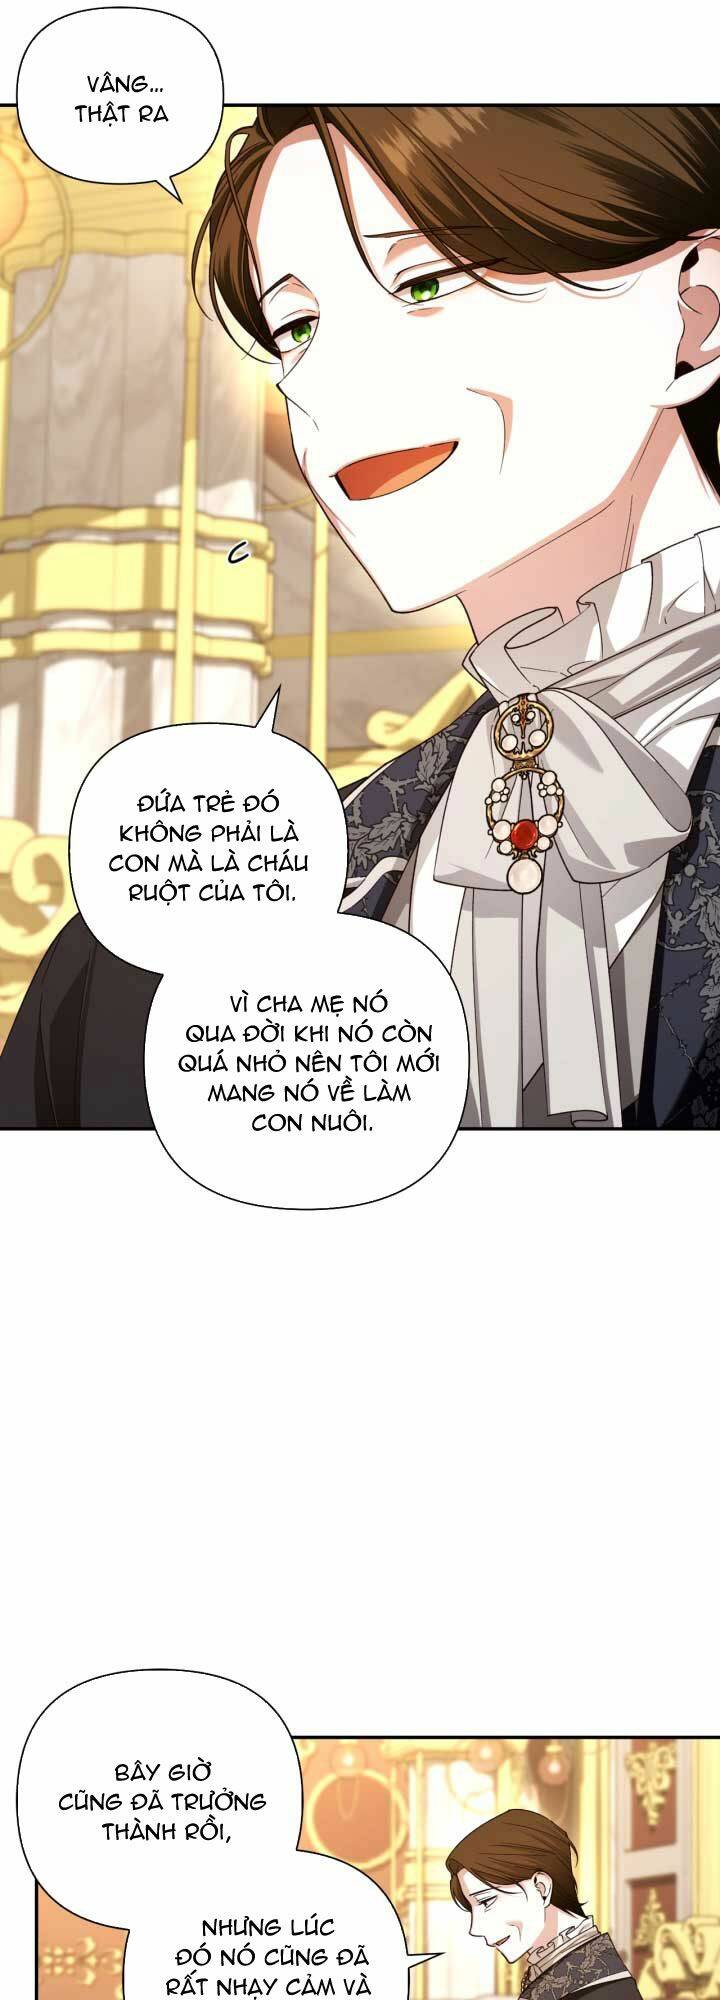 VÂNG...
THẬT RA
ĐỨA TRẺ ĐÓ
KHÔNG PHẢI LÀ
CON MÀ LÀ CHÁU
RUỘT CỦA TÔI.
VÌ CHA MẸ NÓ
QUA ĐỜI KHI NÓ CÒN
QUÁ NHỎ NÊN TÔI MỚI
MANG NÓ VỀ LÀM
CON NUÔI.
BÂY GIỜ
CŨNG ĐÃ TRƯỞNG
THÀNH RỒI,
NHƯNG LÚC
ĐÓ NÓ CŨNG ĐÃ
RẤT NHẠY CẢM VÀ